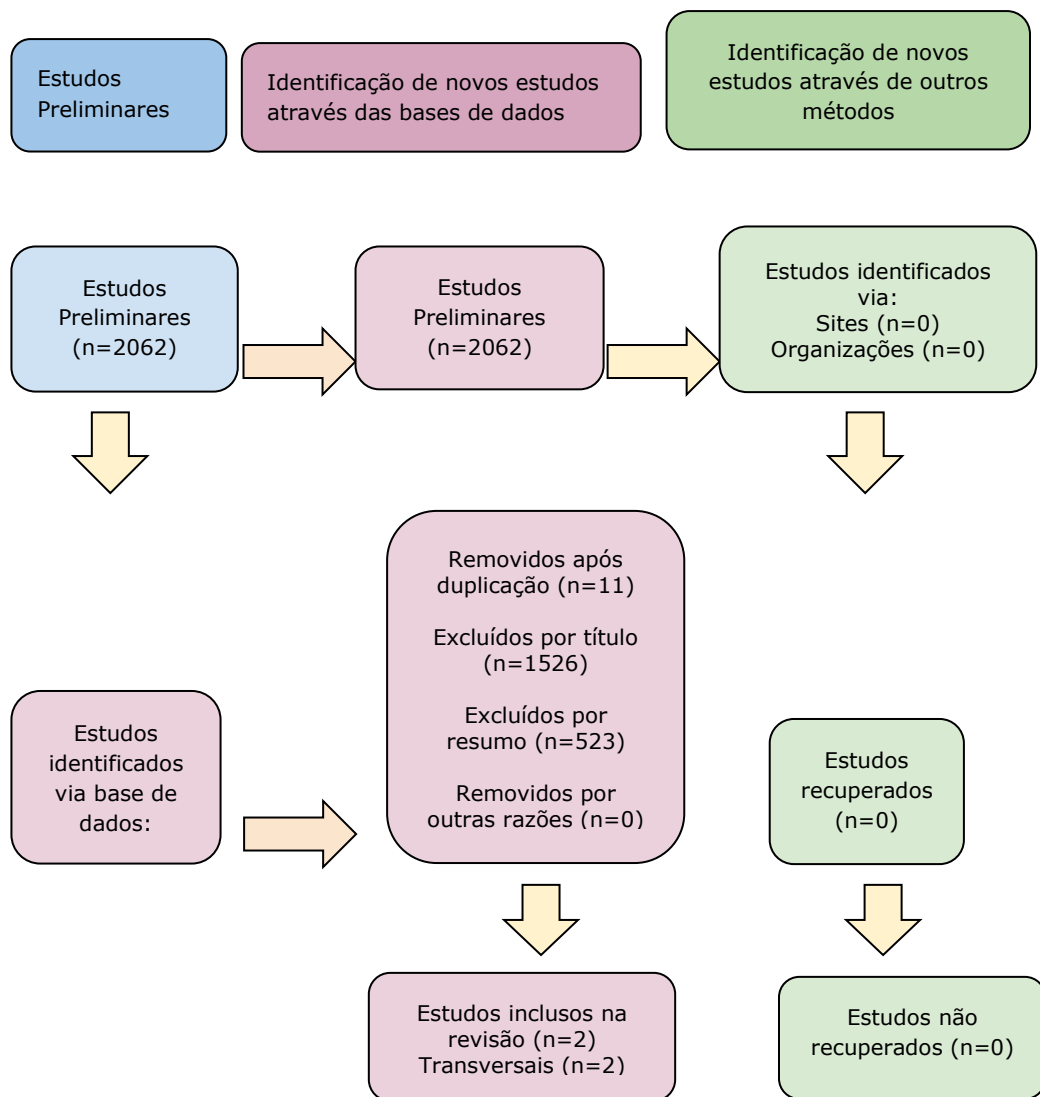 Estudos
Preliminares
Identificação de novos estudos
através das bases de dados
Identificação de novos
estudos através de outros
métodos
Estudos
Preliminares
(n=2062)
Estudos
Preliminares
(n=2062)
Estudos identificados
via:
Sites (n=0)
Organizações (n=0)
Removidos após
duplicação (n=11)
Excluídos por título
(n=1526)
Excluídos por
resumo (n=523)
Removidos por
outras razões (n=0)
Estudos
identificados
via base de
dados:
Estudos
recuperados
(n=0)
Estudos inclusos na
revisão (n=2)
Transversais (n=2)
Estudos não
recuperados (n=0)